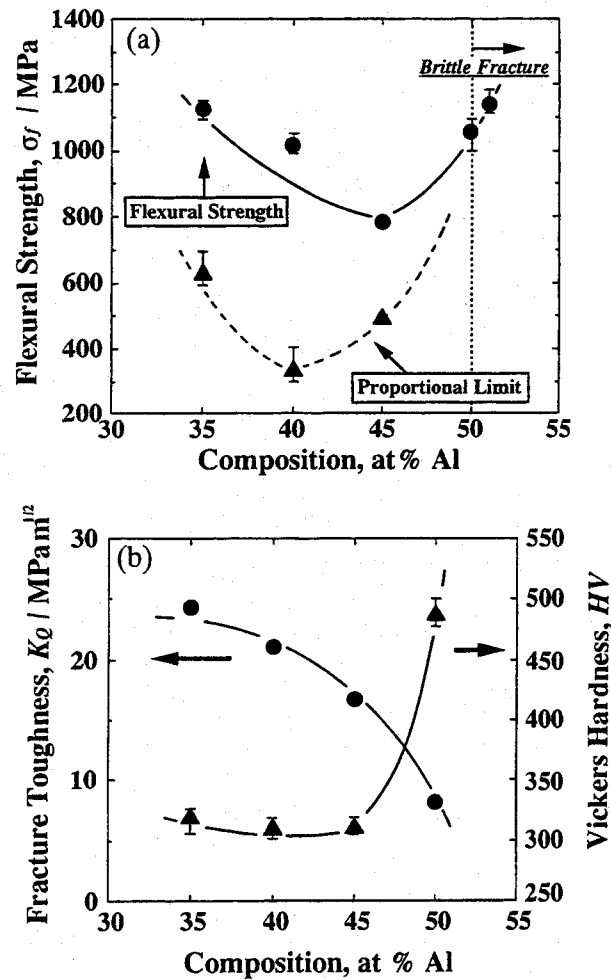 (a)
Flexural Strength, σf / MPa
1400
1200
1000
800
600
400
200
Brittle Fracture
Flexural Strength
Proportional Limit
30 35 40 45 50 55
Composition, at% Al
(b)
Fracture Toughness, KQ / MPam1/2
30
20
10
0
550
500
450
400
350
300
250
Vickers Hardness, HV
30 35 40 45 50 55
Composition, at % Al